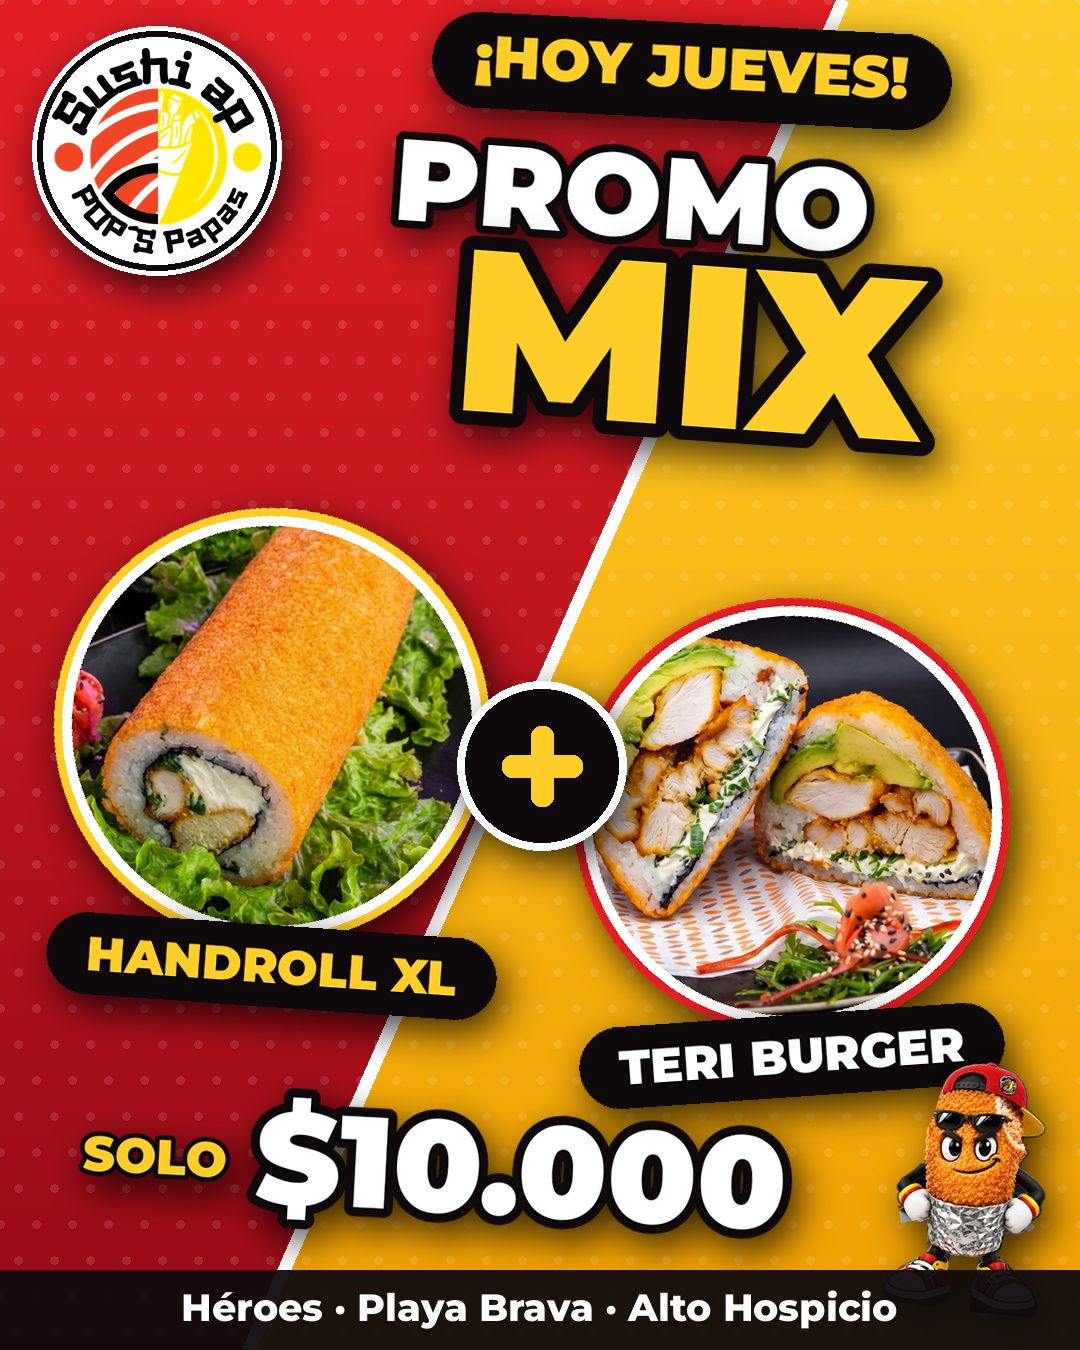 Sushi ap
POP'S Papas
¡HOY JUEVES!
PROMO
MIX
HANDROLL XL
TERI BURGER
SOLO $10.000
Héroes • Playa Brava • Alto Hospicio